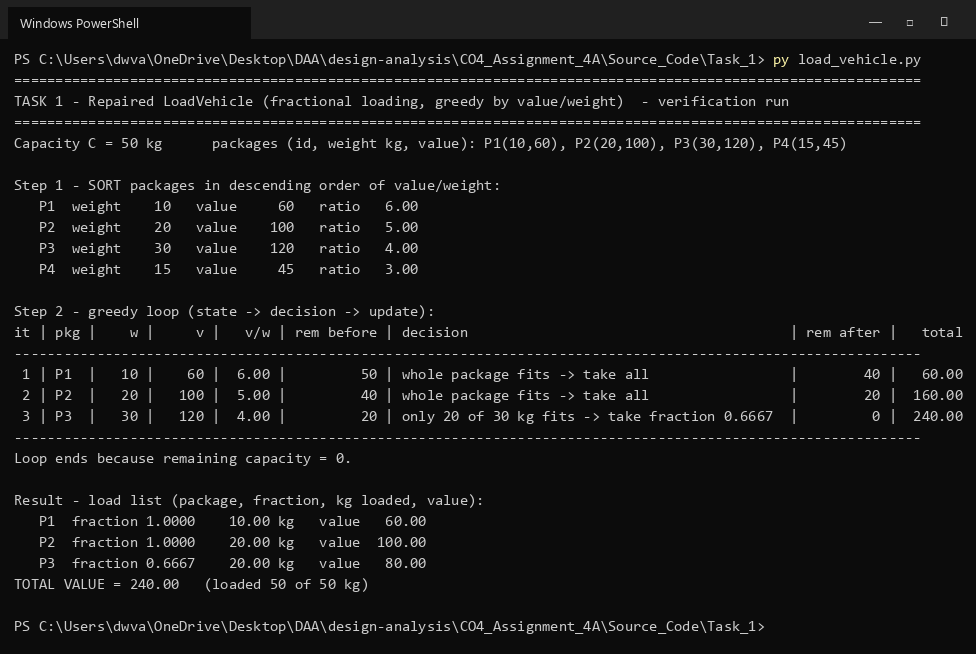 Windows PowerShell
PS C:\Users\dwva\OneDrive\Desktop\DAA\design-analysis\CO4_Assignment_4A\Source_Code\Task_1> py load_vehicle.py
==============================================================================================================
TASK 1 - Repaired LoadVehicle (fractional loading, greedy by value/weight)  - verification run
==============================================================================================================
Capacity C = 50 kg      packages (id, weight kg, value): P1(10,60), P2(20,100), P3(30,120), P4(15,45)
Step 1 - SORT packages in descending order of value/weight:
   P1  weight    10   value     60   ratio   6.00
   P2  weight    20   value    100   ratio   5.00
   P3  weight    30   value    120   ratio   4.00
   P4  weight    15   value     45   ratio   3.00
Step 2 - greedy loop (state -> decision -> update):
it | pkg |    w |     v |   v/w | rem before | decision                                       | rem after |   total
--------------------------------------------------------------------------------------------------------------
 1 | P1  |   10 |    60 |  6.00 |         50 | whole package fits -> take all                 |        40 |   60.00
 2 | P2  |   20 |   100 |  5.00 |         40 | whole package fits -> take all                 |        20 |  160.00
 3 | P3  |   30 |   120 |  4.00 |         20 | only 20 of 30 kg fits -> take fraction 0.6667  |         0 |  240.00
--------------------------------------------------------------------------------------------------------------
Loop ends because remaining capacity = 0.
Result - load list (package, fraction, kg loaded, value):
   P1  fraction 1.0000    10.00 kg   value   60.00
   P2  fraction 1.0000    20.00 kg   value  100.00
   P3  fraction 0.6667    20.00 kg   value   80.00
TOTAL VALUE = 240.00   (loaded 50 of 50 kg)
PS C:\Users\dwva\OneDrive\Desktop\DAA\design-analysis\CO4_Assignment_4A\Source_Code\Task_1>